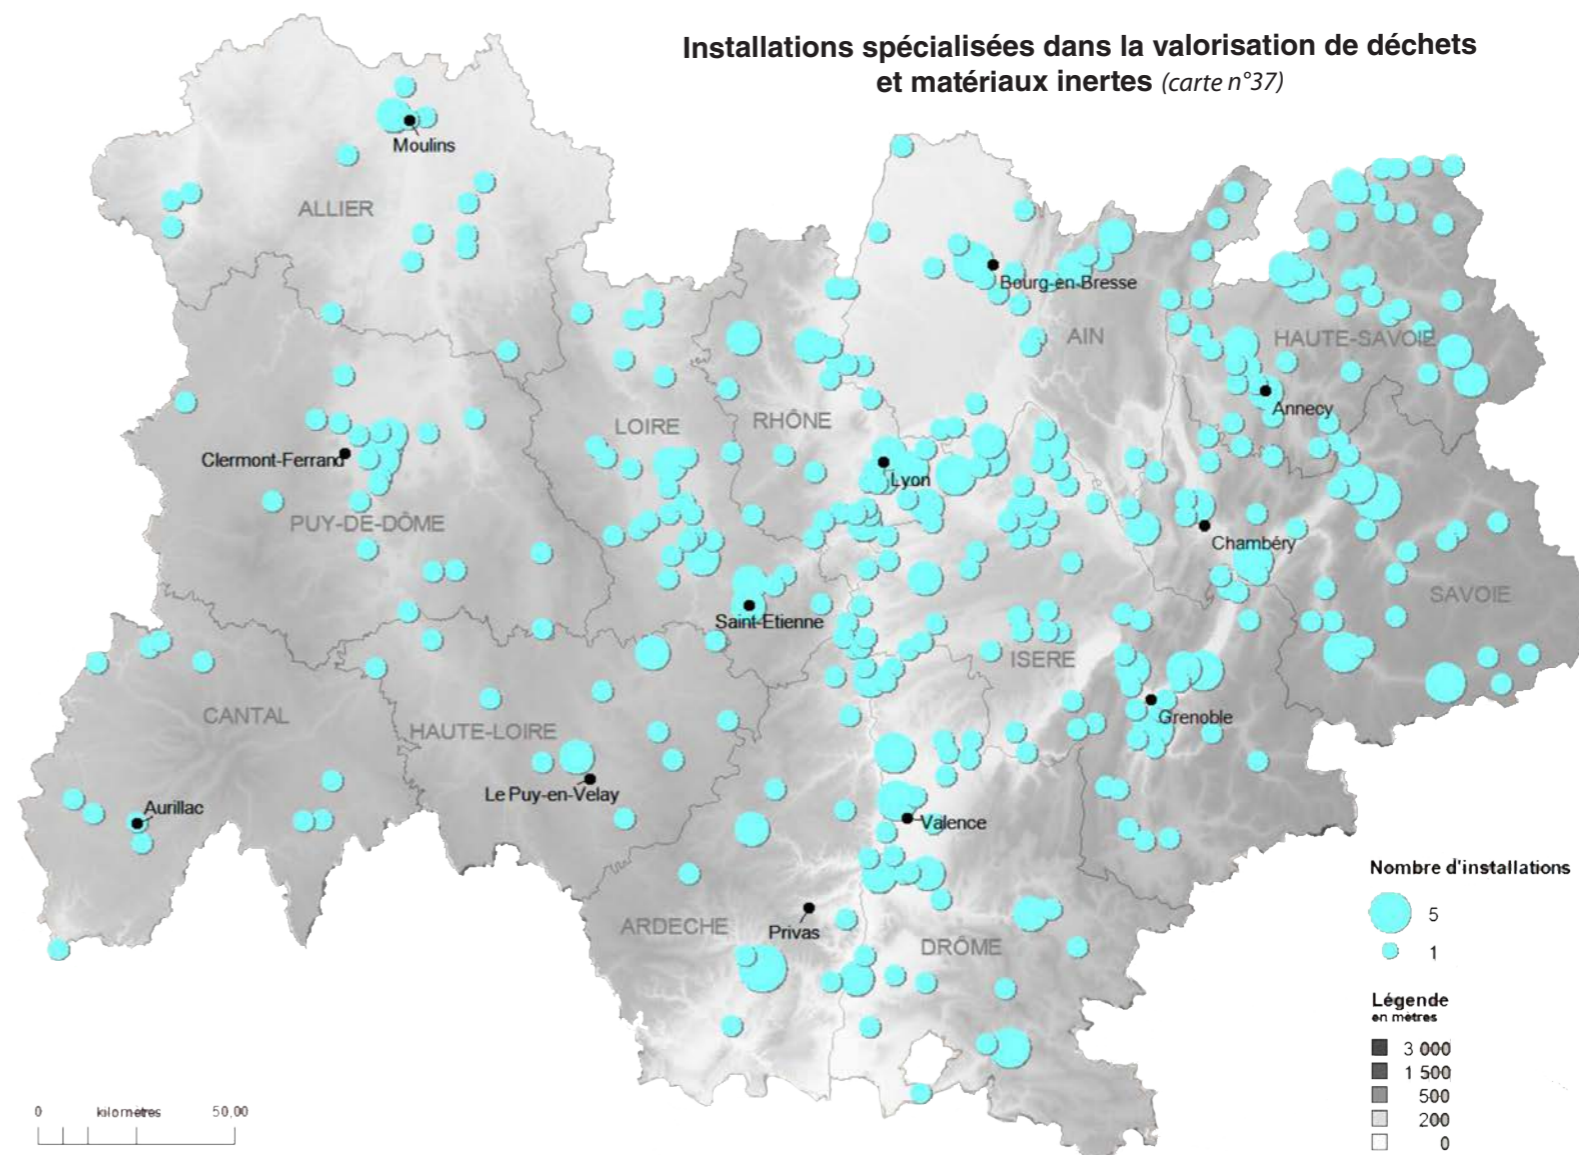 Installations spécialisées dans la valorisation de déchets
et matériaux inertes (carte n°37)
Moulins
ALLIER
Bourg-en-Bresse
AIN
HAUTE-SAVOIE
Annecy
LOIRE
RHÔNE
Clermont-Ferrand
Lyon
PUY-DE-DÔME
Chambéry
SAVOIE
Saint-Etienne
ISERE
CANTAL
HAUTE-LOIRE
Grenoble
Le Puy-en-Velay
Aurillac
Valence
ARDECHE
Privas
DRÔME
Nombre d'installations
5
1
Légende
en mètres
3 000
1 500
500
200
0
0 kilomètres 50,00